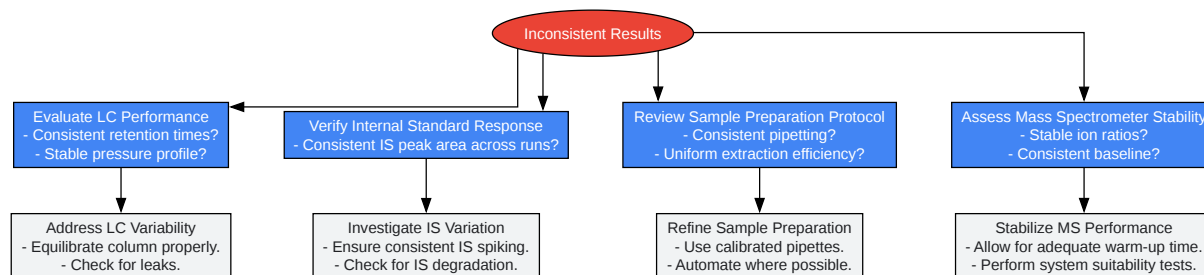 Inconsistent Results
Evaluate LC Performance
- Consistent retention times?
- Stable pressure profile?
Verify Internal Standard Response
- Consistent IS peak area across runs?
Review Sample Preparation Protocol
- Consistent pipetting?
- Uniform extraction efficiency?
Assess Mass Spectrometer Stability
- Stable ion ratios?
- Consistent baseline?
Address LC Variability
- Equilibrate column properly.
- Check for leaks.
Investigate IS Variation
- Ensure consistent IS spiking.
- Check for IS degradation.
Refine Sample Preparation
- Use calibrated pipettes.
- Automate where possible.
Stabilize MS Performance
- Allow for adequate warm-up time.
- Perform system suitability tests.